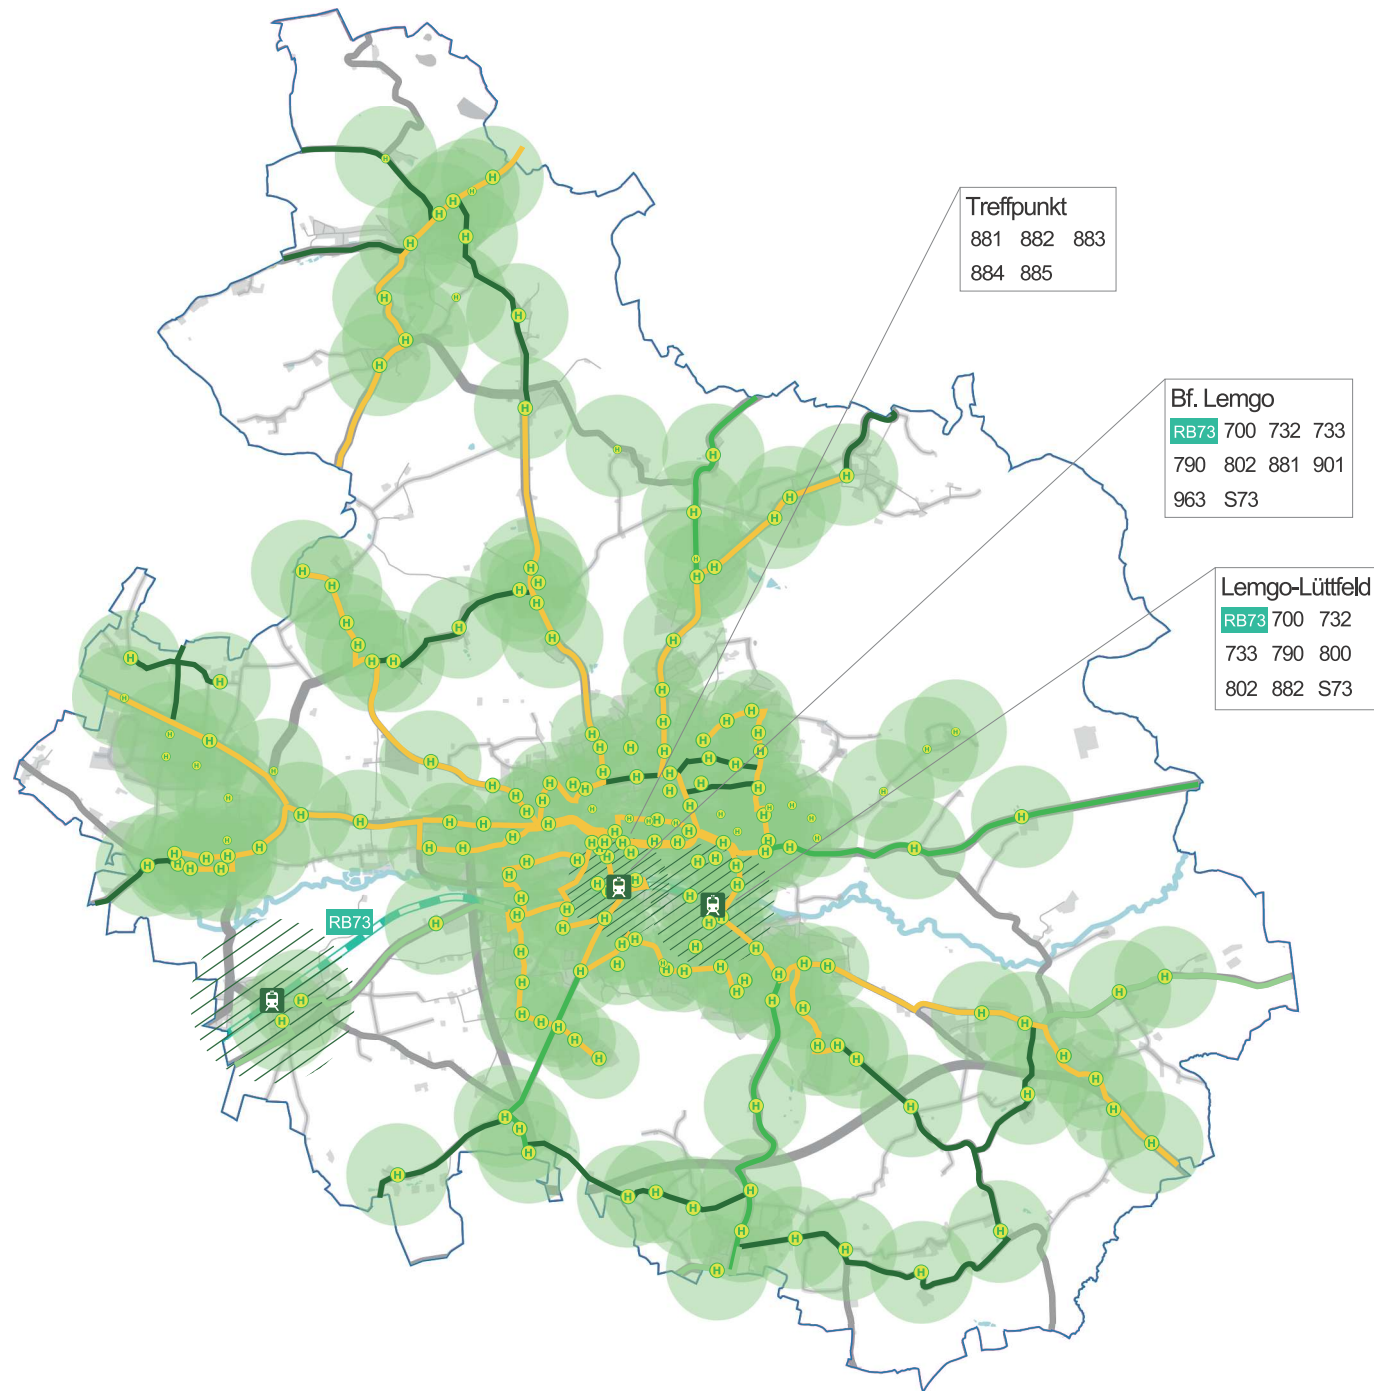 Treffpunkt
881 882 883
884 885
Bf. Lemgo
RB73 700 732 733
790 802 881 901
963 S73
Lemgo-Lüttfeld
RB73 700 732
733 790 800
802 882 S73
RB73